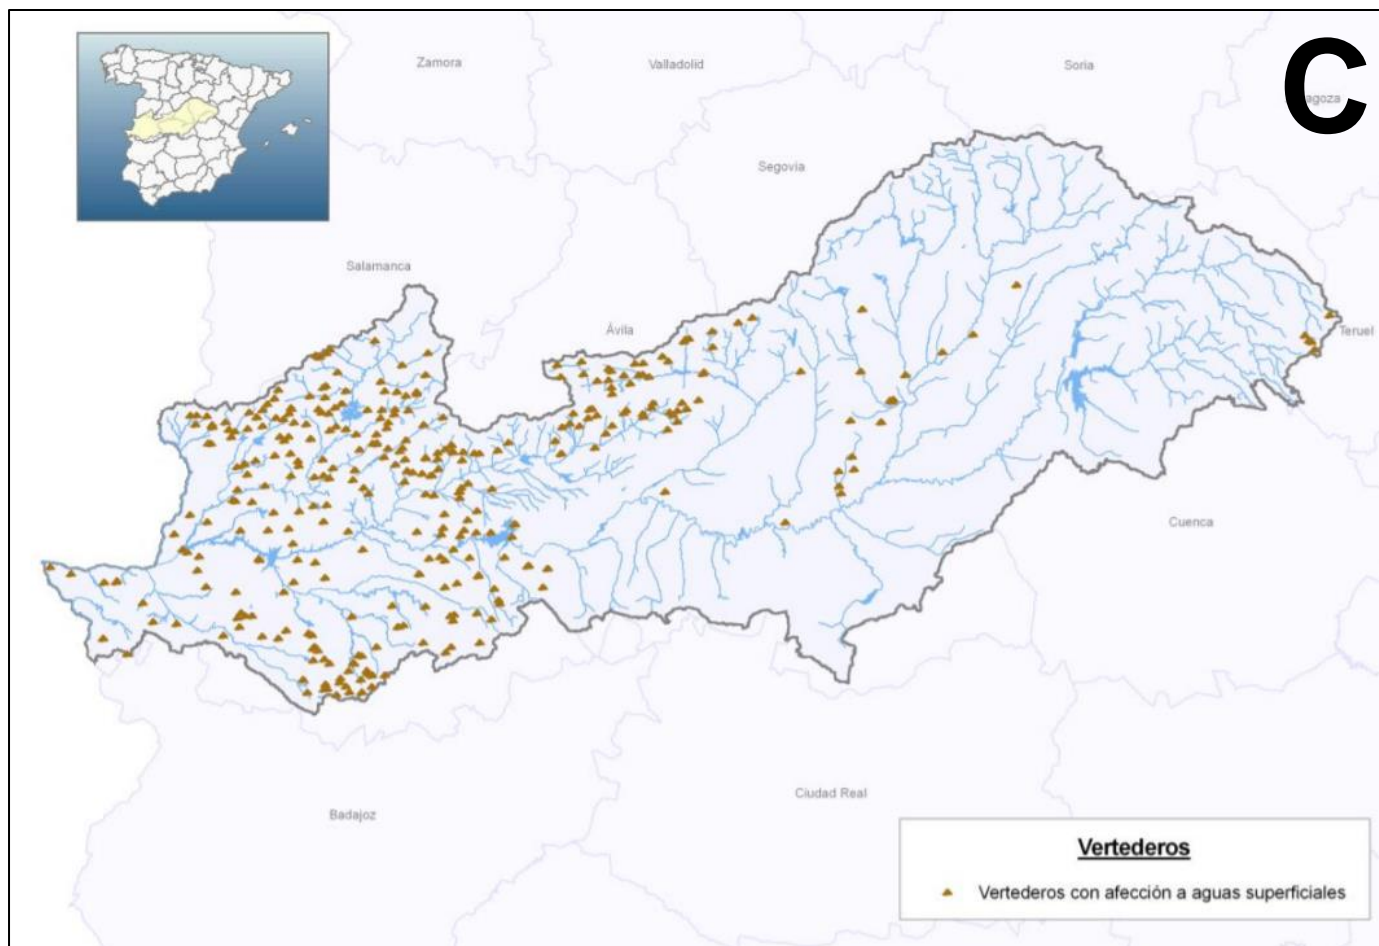 Zamora
Valladolid
Soria
C
agoza
Segovia
Salamanca
Ávila
Teruel
Cuenca
Ciudad Real
Badajoz
Vertederos
Vertederos con afección a aguas superficiales